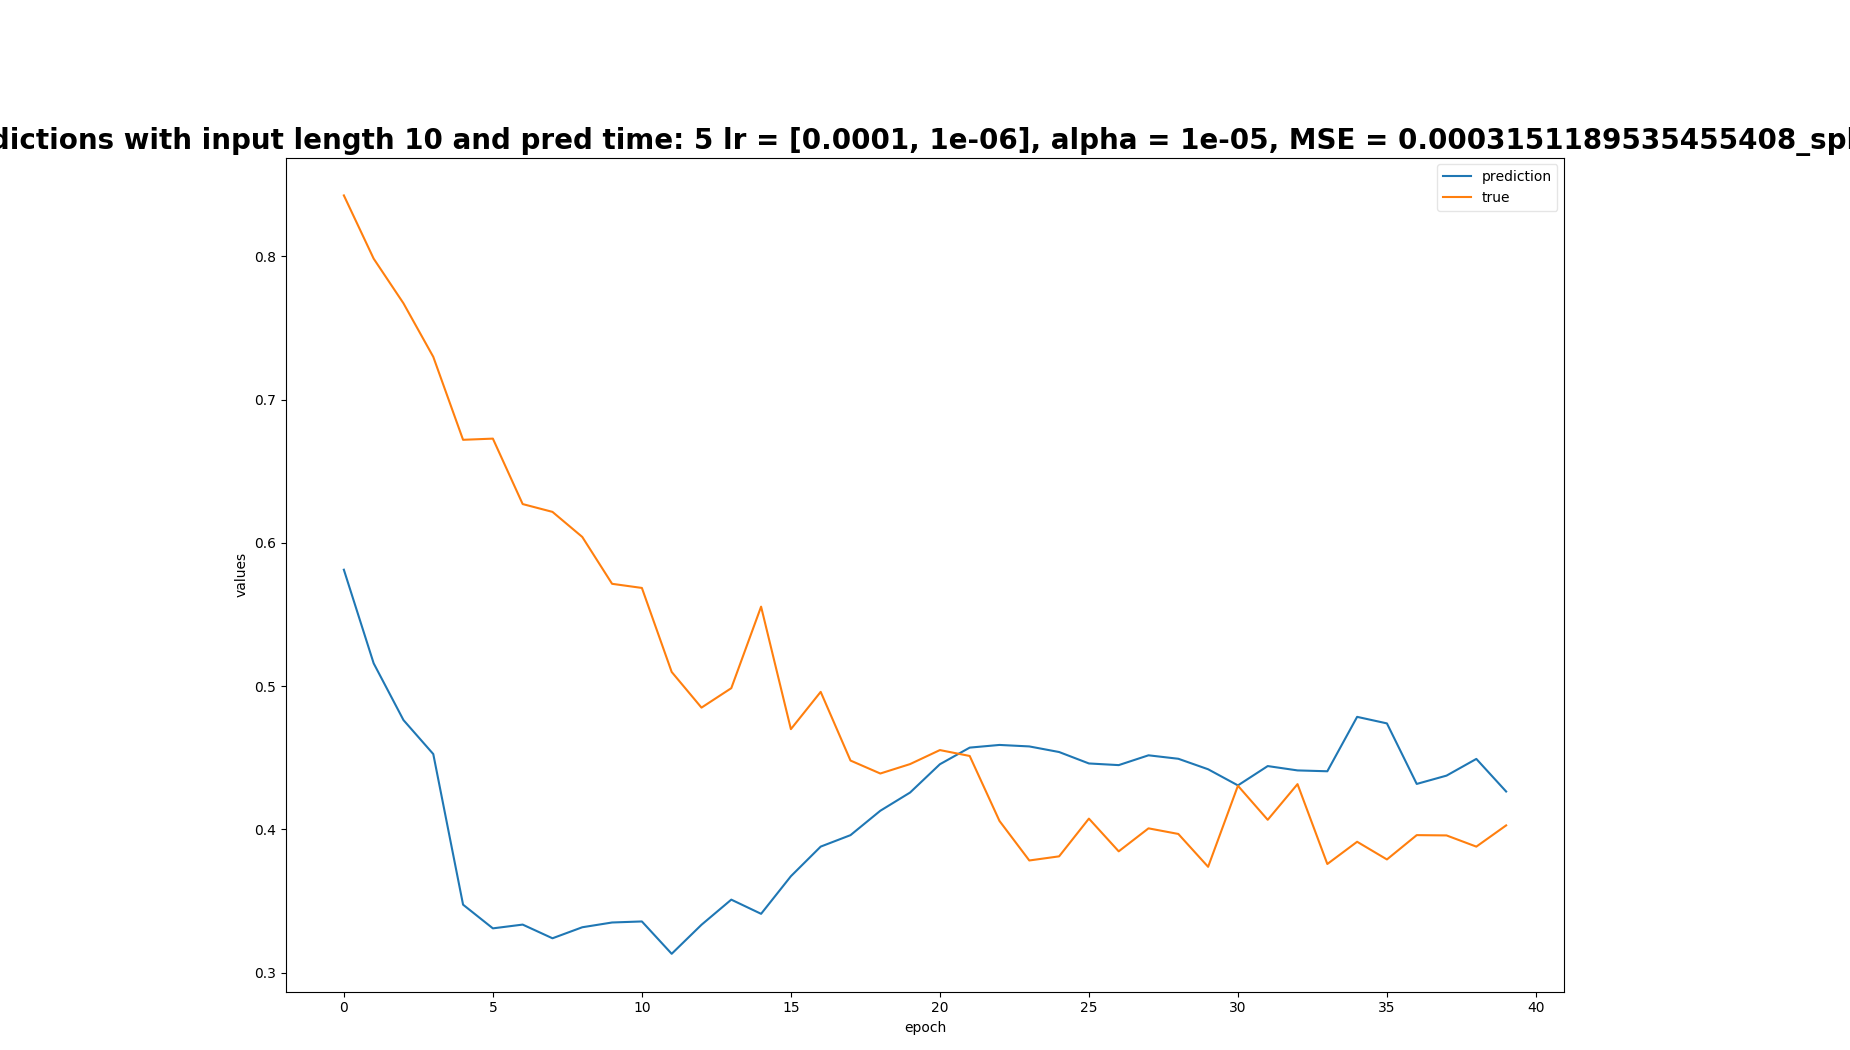 dictions with input length 10 and pred time: 5 lr = [0.0001, 1e-06], alpha = 1e-05, MSE = 0.0003151189535455408_spl
prediction
true
0.8
0.7
0.6
0.5
0.4
0.3
values
0 5 10 15 20 25 30 35 40
epoch